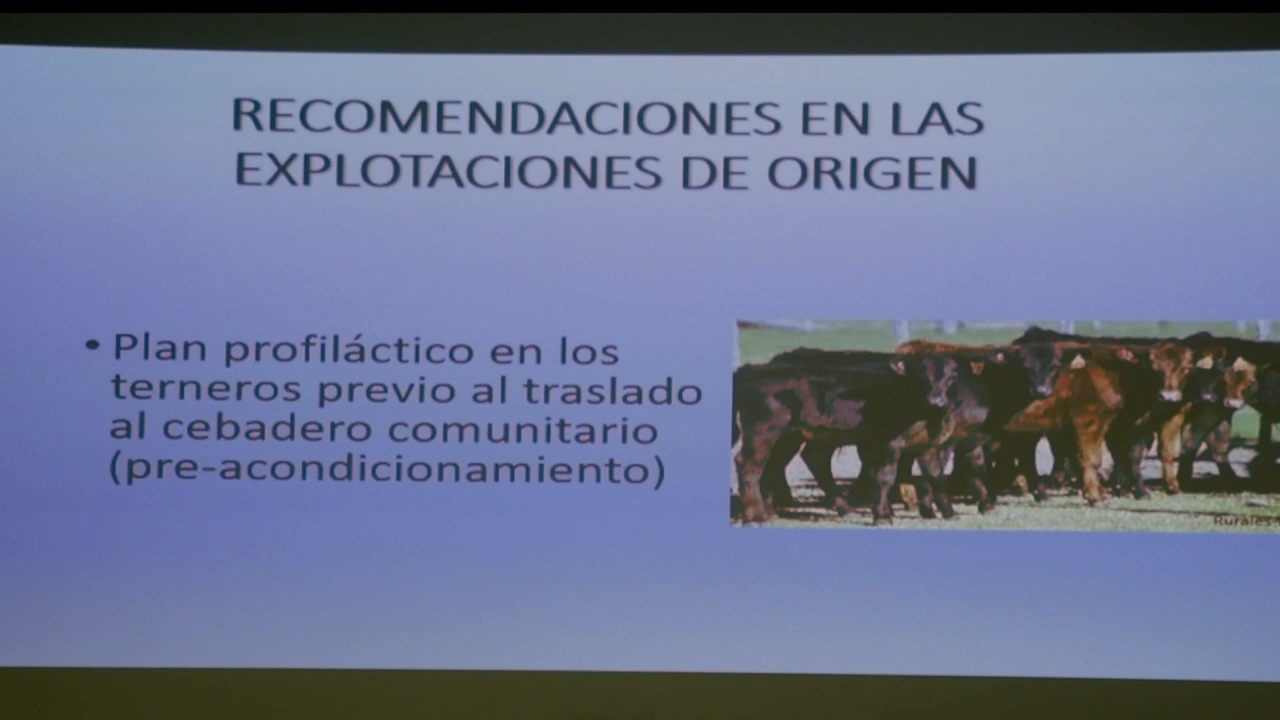 RECOMENDACIONES EN LAS
EXPLOTACIONES DE ORIGEN
• Plan profiláctico en los
terneros previo al traslado
al cebadero comunitario
(pre-acondicionamiento)
Rurales